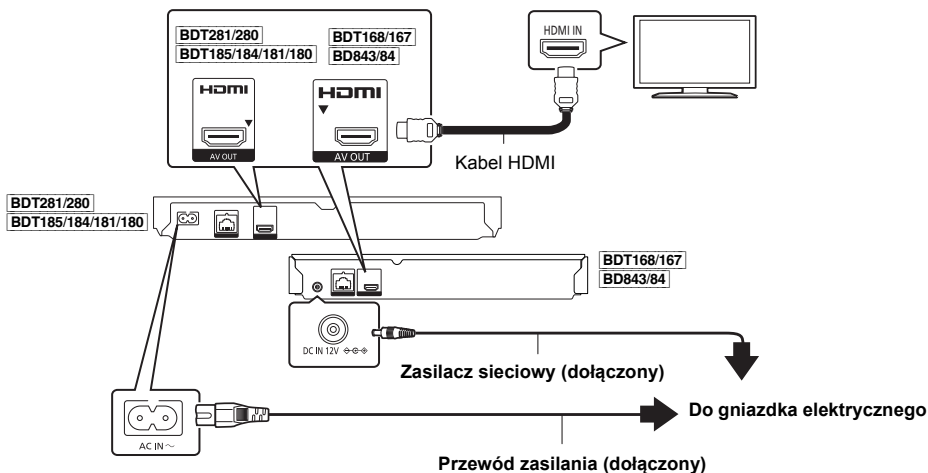 BDT281/280
BDT185/184/181/180
BDT168/167
BD843/84
HDMI
AV OUT
HDMI
AV OUT
HDMI IN
Kabel HDMI
BDT281/280
BDT185/184/181/180
BDT168/167
BD843/84
DC IN 12V
Zasilacz sieciowy (dołączony)
Do gniazdka elektrycznego
AC IN～
Przewód zasilania (dołączony)